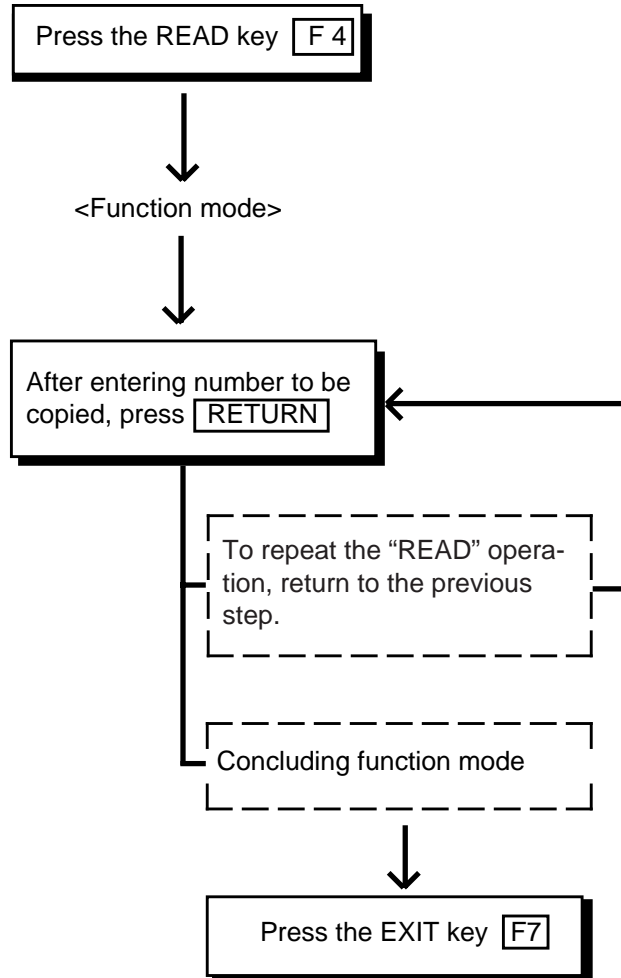 Press the READ key F 4
<Function mode>
After entering number to be
copied, press RETURN
To repeat the “READ” opera-
tion, return to the previous
step.
Concluding function mode
Press the EXIT key F7